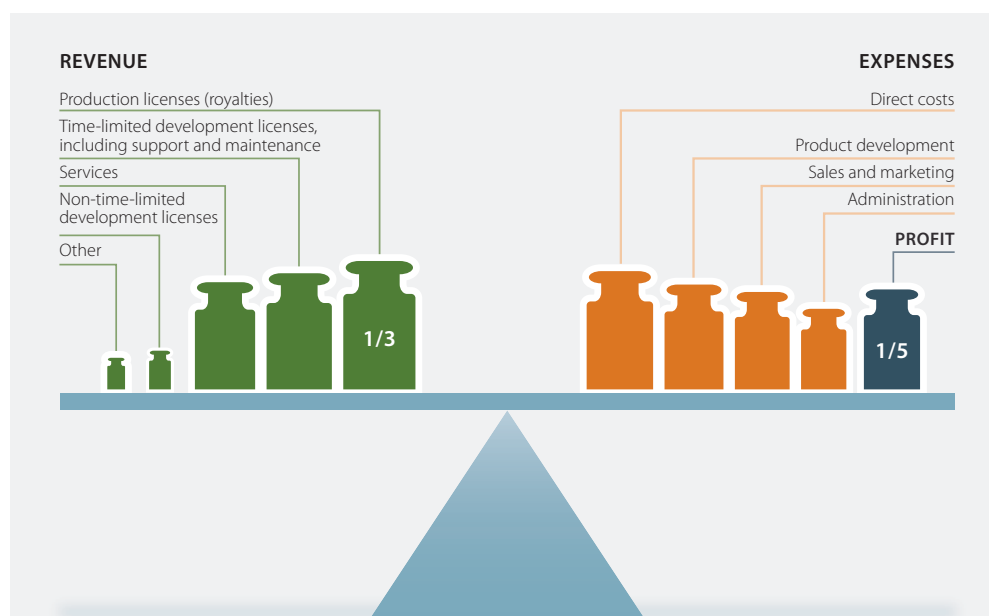 REVENUE
Production licenses (royalties)
Time-limited development licenses,
including support and maintenance
Services
Non-time-limited
development licenses
Other
1/3
EXPENSES
Direct costs
Product development
Sales and marketing
Administration
PROFIT
1/5